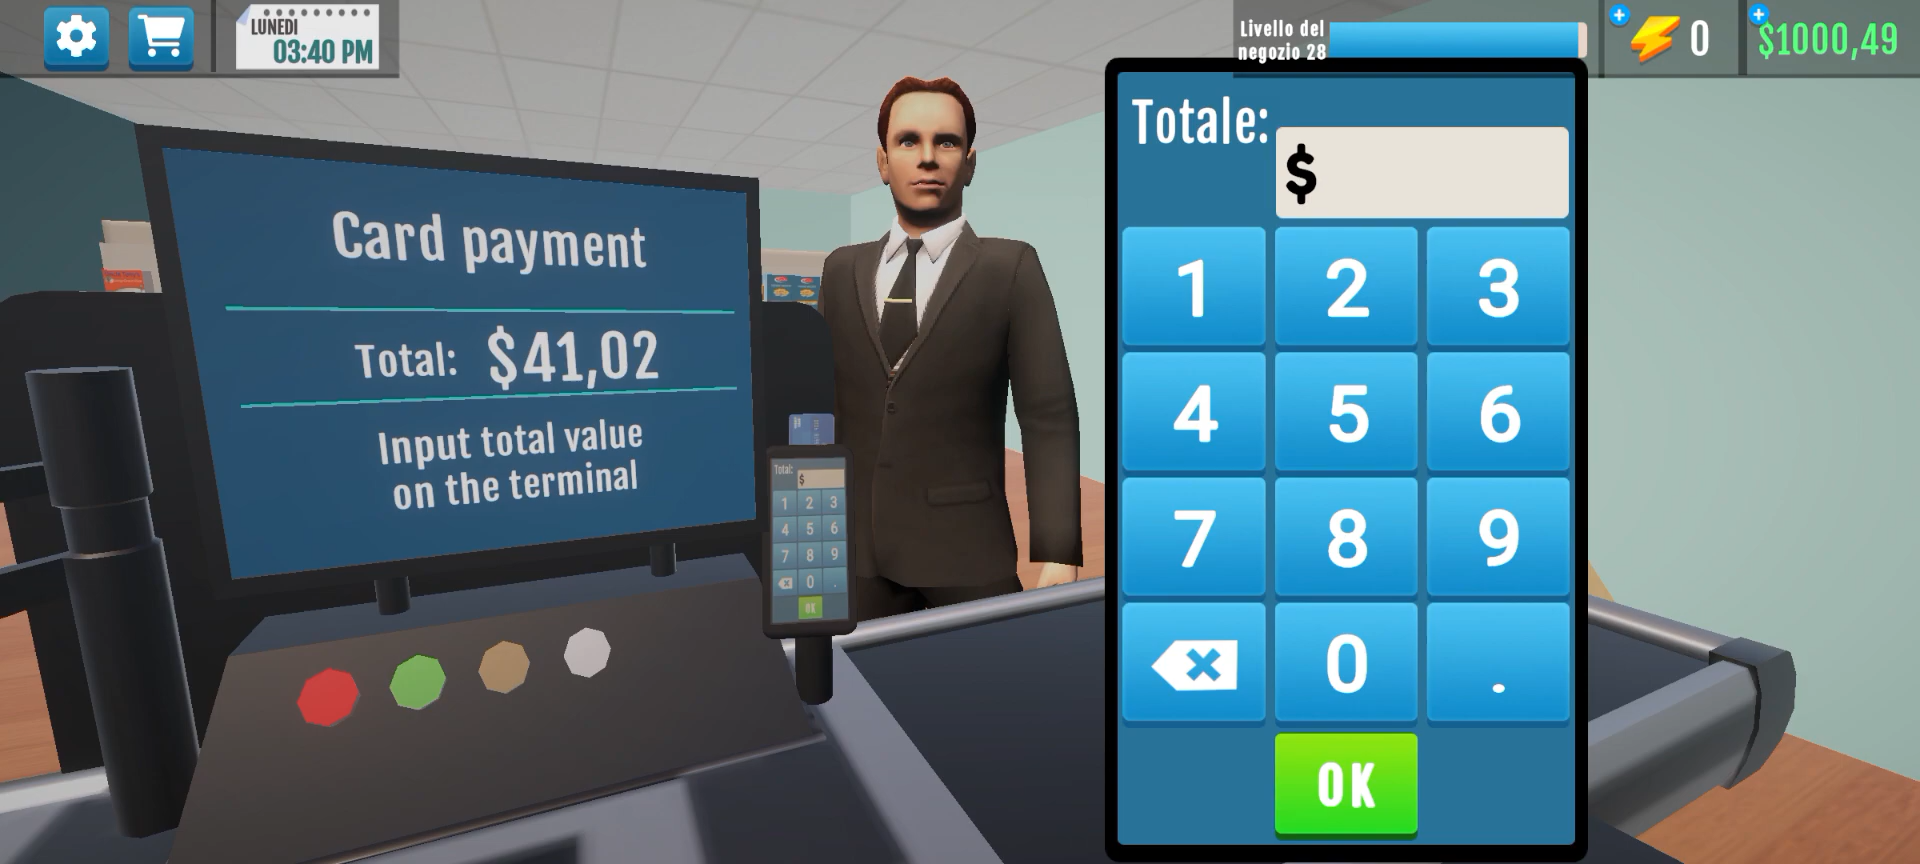 LUNEDÌ
03:40 PM
Livello del
negozio 28
0
$1000,49
Card payment
Total: $41,02
Input total value
on the terminal
Total:
$
1 2 3
4 5 6
7 8 9
0 .
OK
Totale:
$
1 2 3
4 5 6
7 8 9
0 .
OK